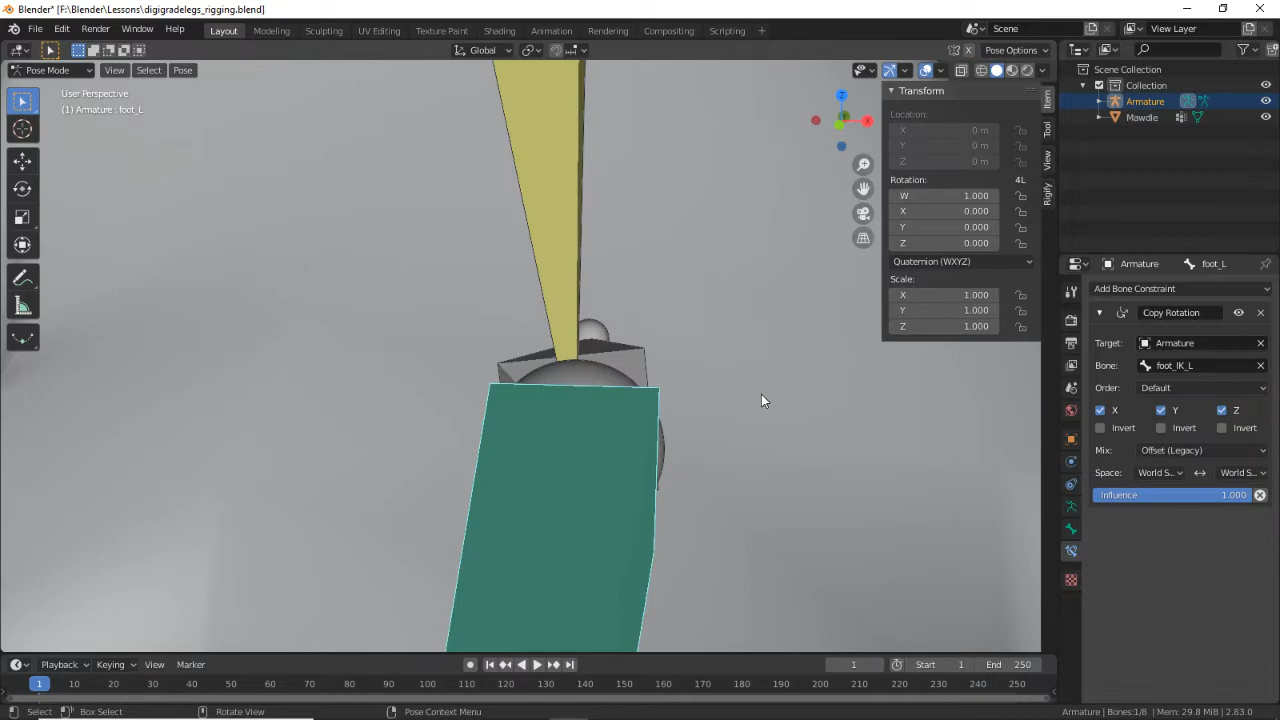 Blender* [F:\Blender\Lessons\digigradelegs_rigging.blend]
File Edit Render Window Help Layout Modeling Sculpting UV Editing Texture Paint Shading Animation Rendering Compositing Scripting + Scene View Layer
Global Pose Options
Pose Mode View Select Pose
User Perspective
(1) Armature : foot_L
Z
X
Y
Transform
Location:
X 0 m
Y 0 m
Z 0 m
Rotation: 4L
W 1.000
X 0.000
Y 0.000
Z 0.000
Quaternion (WXYZ)
Scale:
X 1.000
Y 1.000
Z 1.000
Item
Tool
View
Rigify
Scene Collection
Collection
Armature
Mawdle
Armature foot_L
Add Bone Constraint
Copy Rotation
Target: Armature
Bone: foot_IK_L
Order: Default
X Y Z
Invert Invert Invert
Mix: Offset (Legacy)
Space: World S... World S...
Influence 1.000
Playback Keying View Marker 1 Start 1 End 250
1 10 20 30 40 50 60 70 80 90 100 110 120 130 140 150 160 170 180 190 200 210 220 230 240 250
Select Box Select Rotate View Pose Context Menu Armature | Bones:1/8 | Mem: 29.8 MiB | 2.83.0